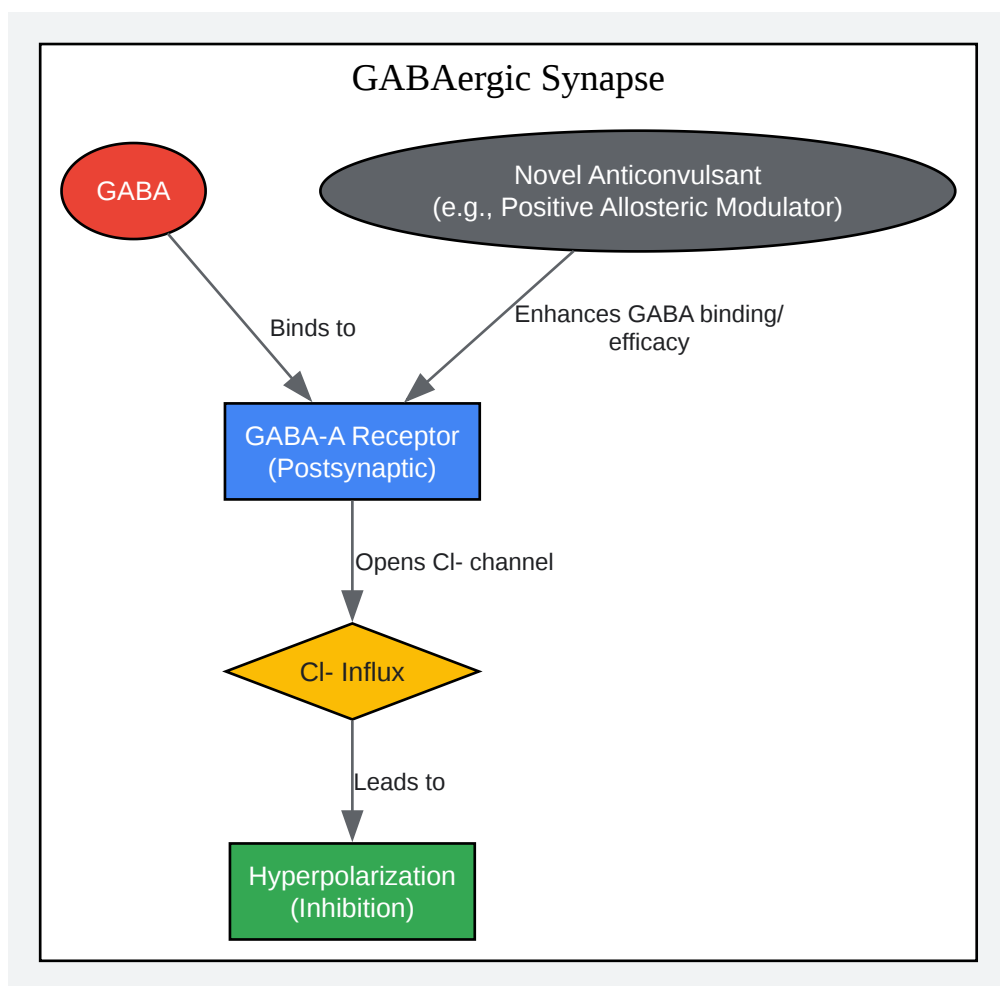 GABAergic Synapse
GABA
Novel Anticonvsulsant
(e.g., Positive Allosteric Modulator)
Binds to
Enhances GABA binding/
efficacy
GABA-A Receptor
(Postsynaptic)
Opens Cl- channel
Cl- Influx
Leads to
Hyperpolarization
(Inhibition)